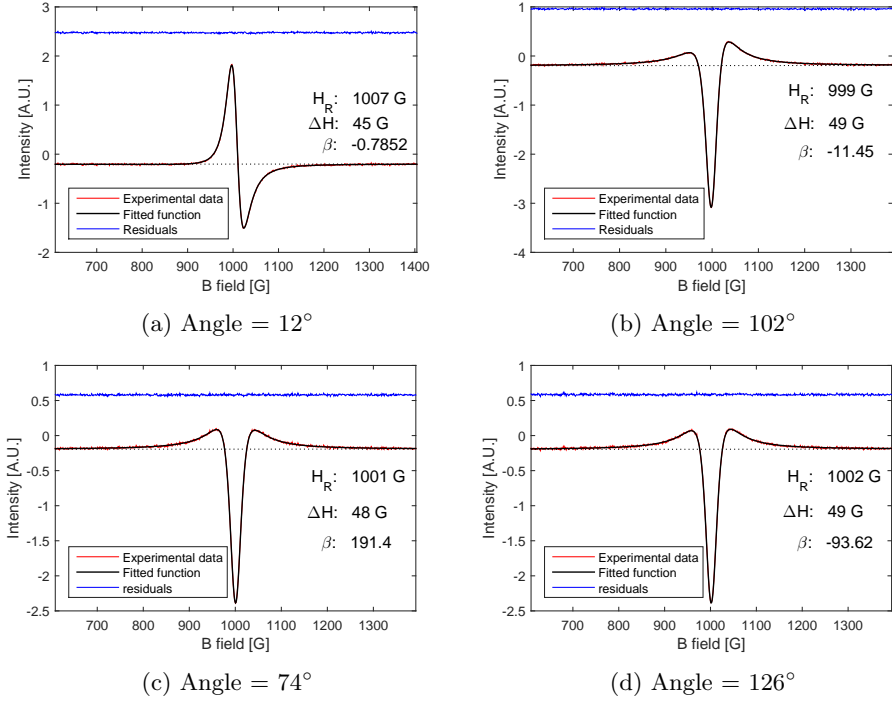 3
2
1
0
-1
-2
Intensity [A.U.]
H_R: 1007 G
ΔH: 45 G
β: -0.7852
Experimental data
Fitted function
Residuals
700 800 900 1000 1100 1200 1300 1400
B field [G]
(a) Angle = 12°
1
0
-1
-2
-3
-4
Intensity [A.U.]
H_R: 999 G
ΔH: 49 G
β: -11.45
Experimental data
Fitted function
Residuals
700 800 900 1000 1100 1200 1300
B field [G]
(b) Angle = 102°
1
0.5
0
-0.5
-1
-1.5
-2
-2.5
Intensity [A.U.]
H_R: 1001 G
ΔH: 48 G
β: 191.4
Experimental data
Fitted function
residuals
700 800 900 1000 1100 1200 1300
B field [G]
(c) Angle = 74°
1
0.5
0
-0.5
-1
-1.5
-2
-2.5
Intensity [A.U.]
H_R: 1002 G
ΔH: 49 G
β: -93.62
Experimental data
Fitted function
residuals
700 800 900 1000 1100 1200 1300
B field [G]
(d) Angle = 126°